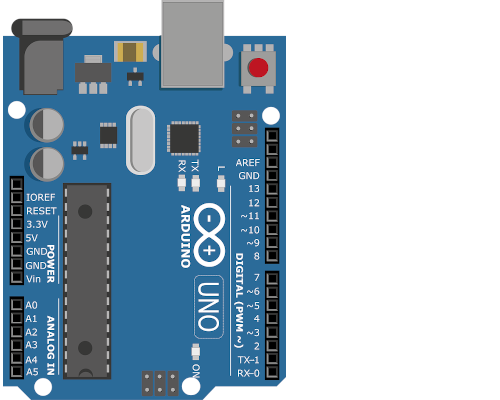 RX
TX
L
AREF
GND
13
12
~11
~10
~9
8
7
~6
~5
4
~3
2
TX–1
RX–0
DIGITAL (PWM ~)
IOREF
RESET
3.3V
5V
GND
GND
Vin
POWER
A0
A1
A2
A3
A4
A5
ANALOG IN
ARDUINO
- +
UNO
ON